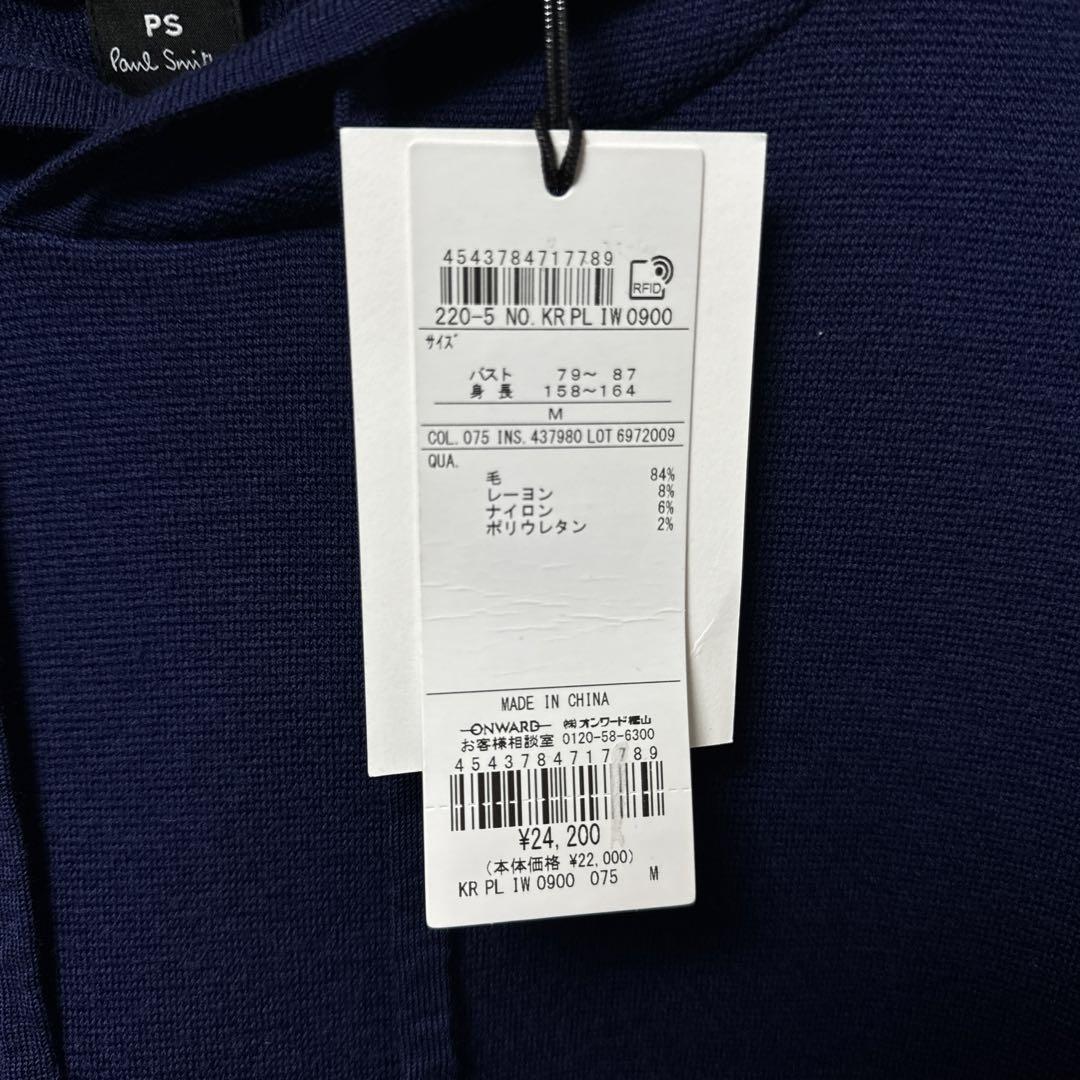 PS
Paul Smit
4543784717789
RFID
220-5 NO. KR PL IW 0900
サイズ
バスト 79～ 87
身長 158～164
M
COL. 075 INS. 437980 LOT 6972009
QUA.
毛 84%
レーヨン 8%
ナイロン 6%
ポリウレタン 2%
MADE IN CHINA
ONWARD ㈱オンワード樫山
お客様相談室 0120-58-6300
4543784717789
¥24,200
(本体価格 ¥22,000)
KR PL IW 0900 075 M